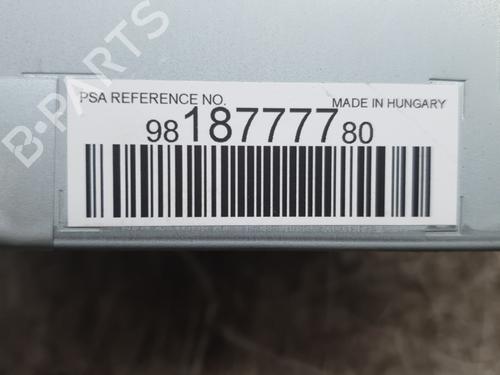 PSA REFERENCE NO. MADE IN HUNGARY
9818777780
B-PARTS